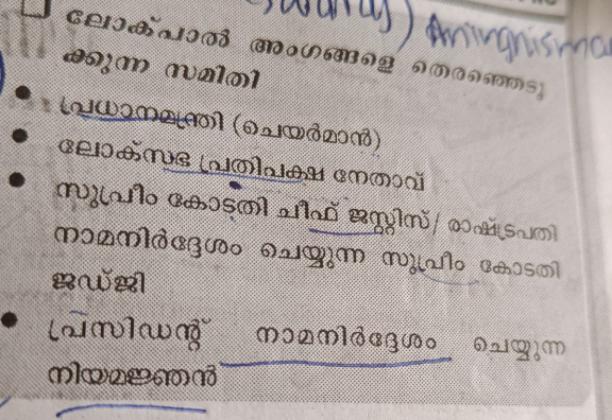 ലോക്പാൽ അംഗങ്ങളെ തെരഞ്ഞെടു
ക്കുന്ന സമിതി
• പ്രധാനമന്ത്രി (ചെയർമാൻ)
• ലോക്സഭ പ്രതിപക്ഷ നേതാവ്
• സുപ്രീം കോടതി ചീഫ് ജസ്റ്റിസ്/ രാഷ്ട്രപതി
നാമനിർദ്ദേശം ചെയ്യുന്ന സുപ്രീം കോടതി
ജഡ്ജി
• പ്രസിഡന്റ് നാമനിർദ്ദേശം ചെയ്യുന്ന
നിയമജ്ഞൻ